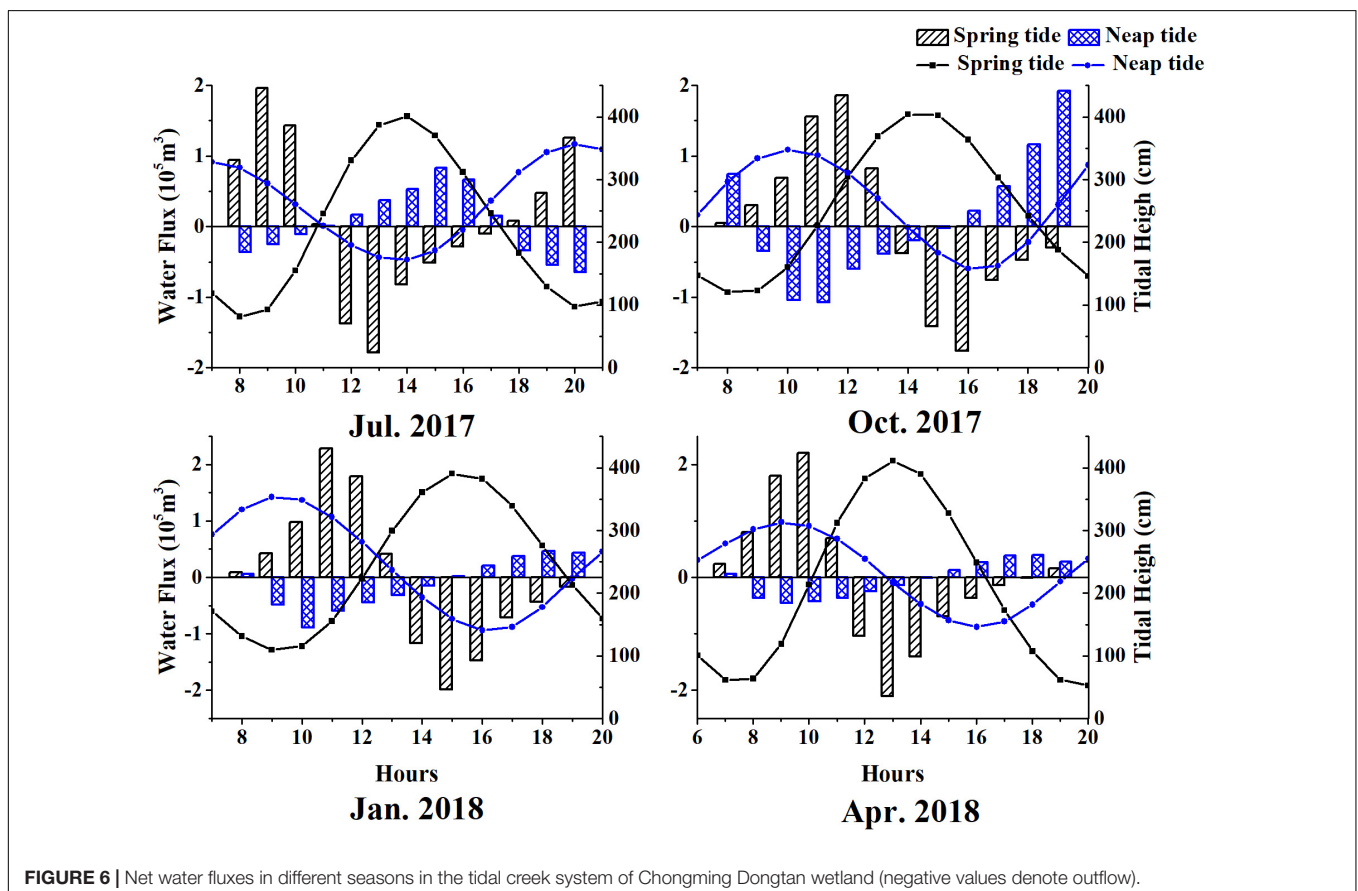 Spring tide Neap tide
Spring tide Neap tide
2
1
0
-1
-2
Water Flux (10⁵m³)
8 10 12 14 16 18 20
400
300
200
100
0
Jul. 2017
2
1
0
-1
-2
8 10 12 14 16 18 20
400
300
200
100
0
Tidal Heigh (cm)
Oct. 2017
2
1
0
-1
-2
Water Flux (10⁵m³)
8 10 12 14 16 18 20
400
300
200
100
0
Hours
Jan. 2018
2
1
0
-1
-2
6 8 10 12 14 16 18 20
400
300
200
100
0
Tidal Heigh (cm)
Hours
Apr. 2018
FIGURE 6 | Net water fluxes in different seasons in the tidal creek system of Chongming Dongtan wetland (negative values denote outflow).